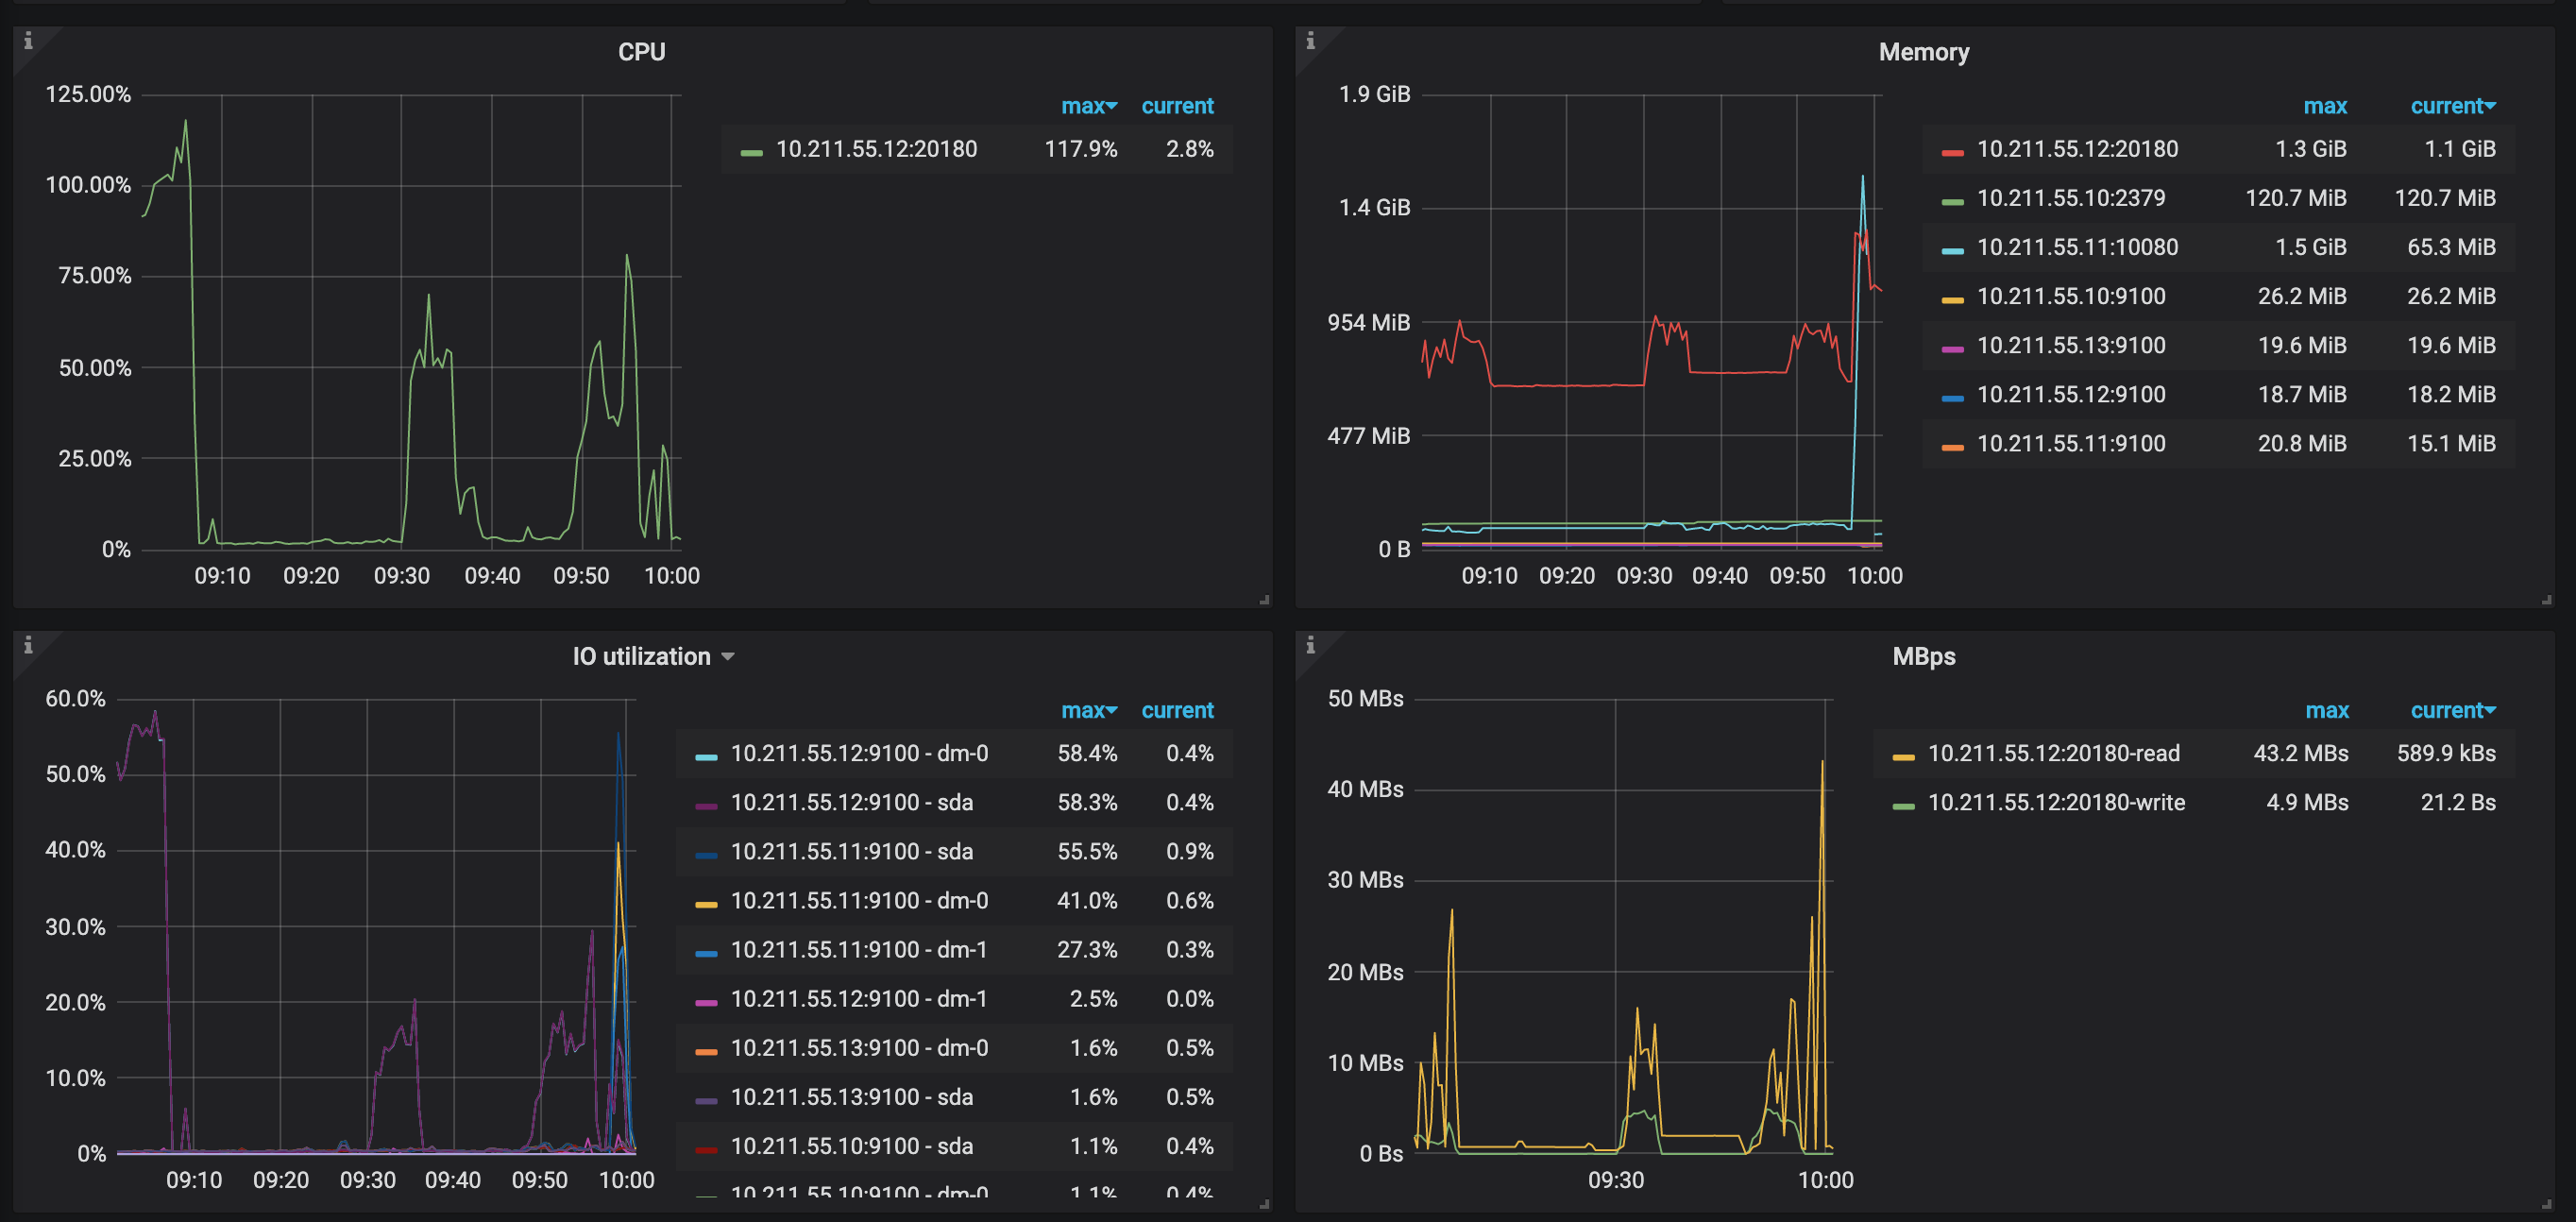 CPU
125.00%
100.00%
75.00%
50.00%
25.00%
0%
09:10 09:20 09:30 09:40 09:50 10:00
max current
10.211.55.12:20180 117.9% 2.8%
Memory
1.9 GiB
1.4 GiB
954 MiB
477 MiB
0 B
09:10 09:20 09:30 09:40 09:50 10:00
max current
10.211.55.12:20180 1.3 GiB 1.1 GiB
10.211.55.10:2379 120.7 MiB 120.7 MiB
10.211.55.11:10080 1.5 GiB 65.3 MiB
10.211.55.10:9100 26.2 MiB 26.2 MiB
10.211.55.13:9100 19.6 MiB 19.6 MiB
10.211.55.12:9100 18.7 MiB 18.2 MiB
10.211.55.11:9100 20.8 MiB 15.1 MiB
IO utilization
60.0%
50.0%
40.0%
30.0%
20.0%
10.0%
0%
09:10 09:20 09:30 09:40 09:50 10:00
max current
10.211.55.12:9100 - dm-0 58.4% 0.4%
10.211.55.12:9100 - sda 58.3% 0.4%
10.211.55.11:9100 - sda 55.5% 0.9%
10.211.55.11:9100 - dm-0 41.0% 0.6%
10.211.55.11:9100 - dm-1 27.3% 0.3%
10.211.55.12:9100 - dm-1 2.5% 0.0%
10.211.55.13:9100 - dm-0 1.6% 0.5%
10.211.55.13:9100 - sda 1.6% 0.5%
10.211.55.10:9100 - sda 1.1% 0.4%
10.211.55.10:9100 - dm-0 1.1% 0.4%
MBps
50 MBs
40 MBs
30 MBs
20 MBs
10 MBs
0 Bs
09:30 10:00
max current
10.211.55.12:20180-read 43.2 MBs 589.9 kBs
10.211.55.12:20180-write 4.9 MBs 21.2 Bs